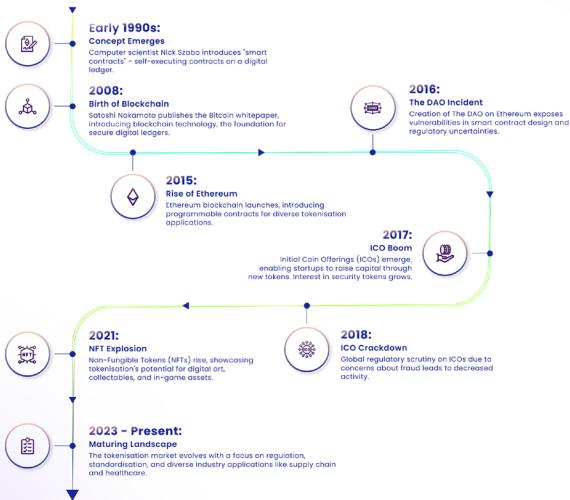 Early 1990s:
Concept Emerges
Computer scientist Nick Szabo introduces "smart
contracts" - self-executing contracts on a digital
ledger.
2008:
Birth of Blockchain
Satoshi Nakamoto publishes the Bitcoin whitepaper,
introducing blockchain technology, the foundation for
secure digital ledgers.
2015:
Rise of Ethereum
Ethereum blockchain launches, introducing
programmable contracts for diverse tokenisation
applications.
DAO
2016:
The DAO Incident
Creation of The DAO on Ethereum exposes
vulnerabilities in smart contract design and
regulatory uncertainties.
2017:
ICO Boom
Initial Coin Offerings (ICOs) emerge,
enabling startups to raise capital through
new tokens. Interest in security tokens grows.
ICO
2018:
ICO Crackdown
Global regulatory scrutiny on ICOs due to
concerns about fraud leads to decreased
activity.
NFT
2021:
NFT Explosion
Non-Fungible Tokens (NFTs) rise, showcasing
tokenisation's potential for digital art,
collectables, and in-game assets.
2023 - Present:
Maturing Landscape
The tokenisation market evolves with a focus on regulation,
standardisation, and diverse industry applications like supply chain
and healthcare.